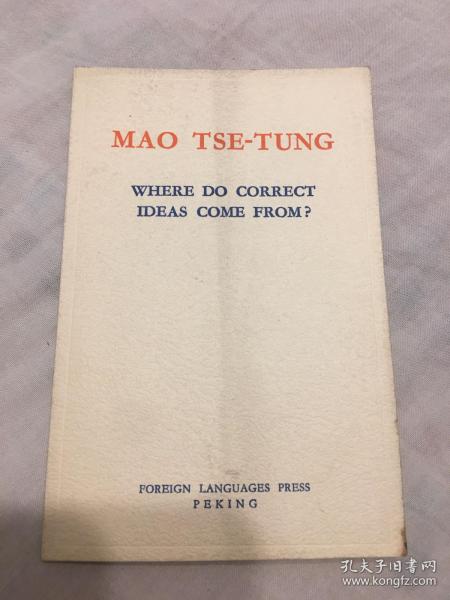 MAO TSE-TUNG
WHERE DO CORRECT
IDEAS COME FROM?
FOREIGN LANGUAGES PRESS
PEKING
孔夫子旧书网
www.kongfz.com